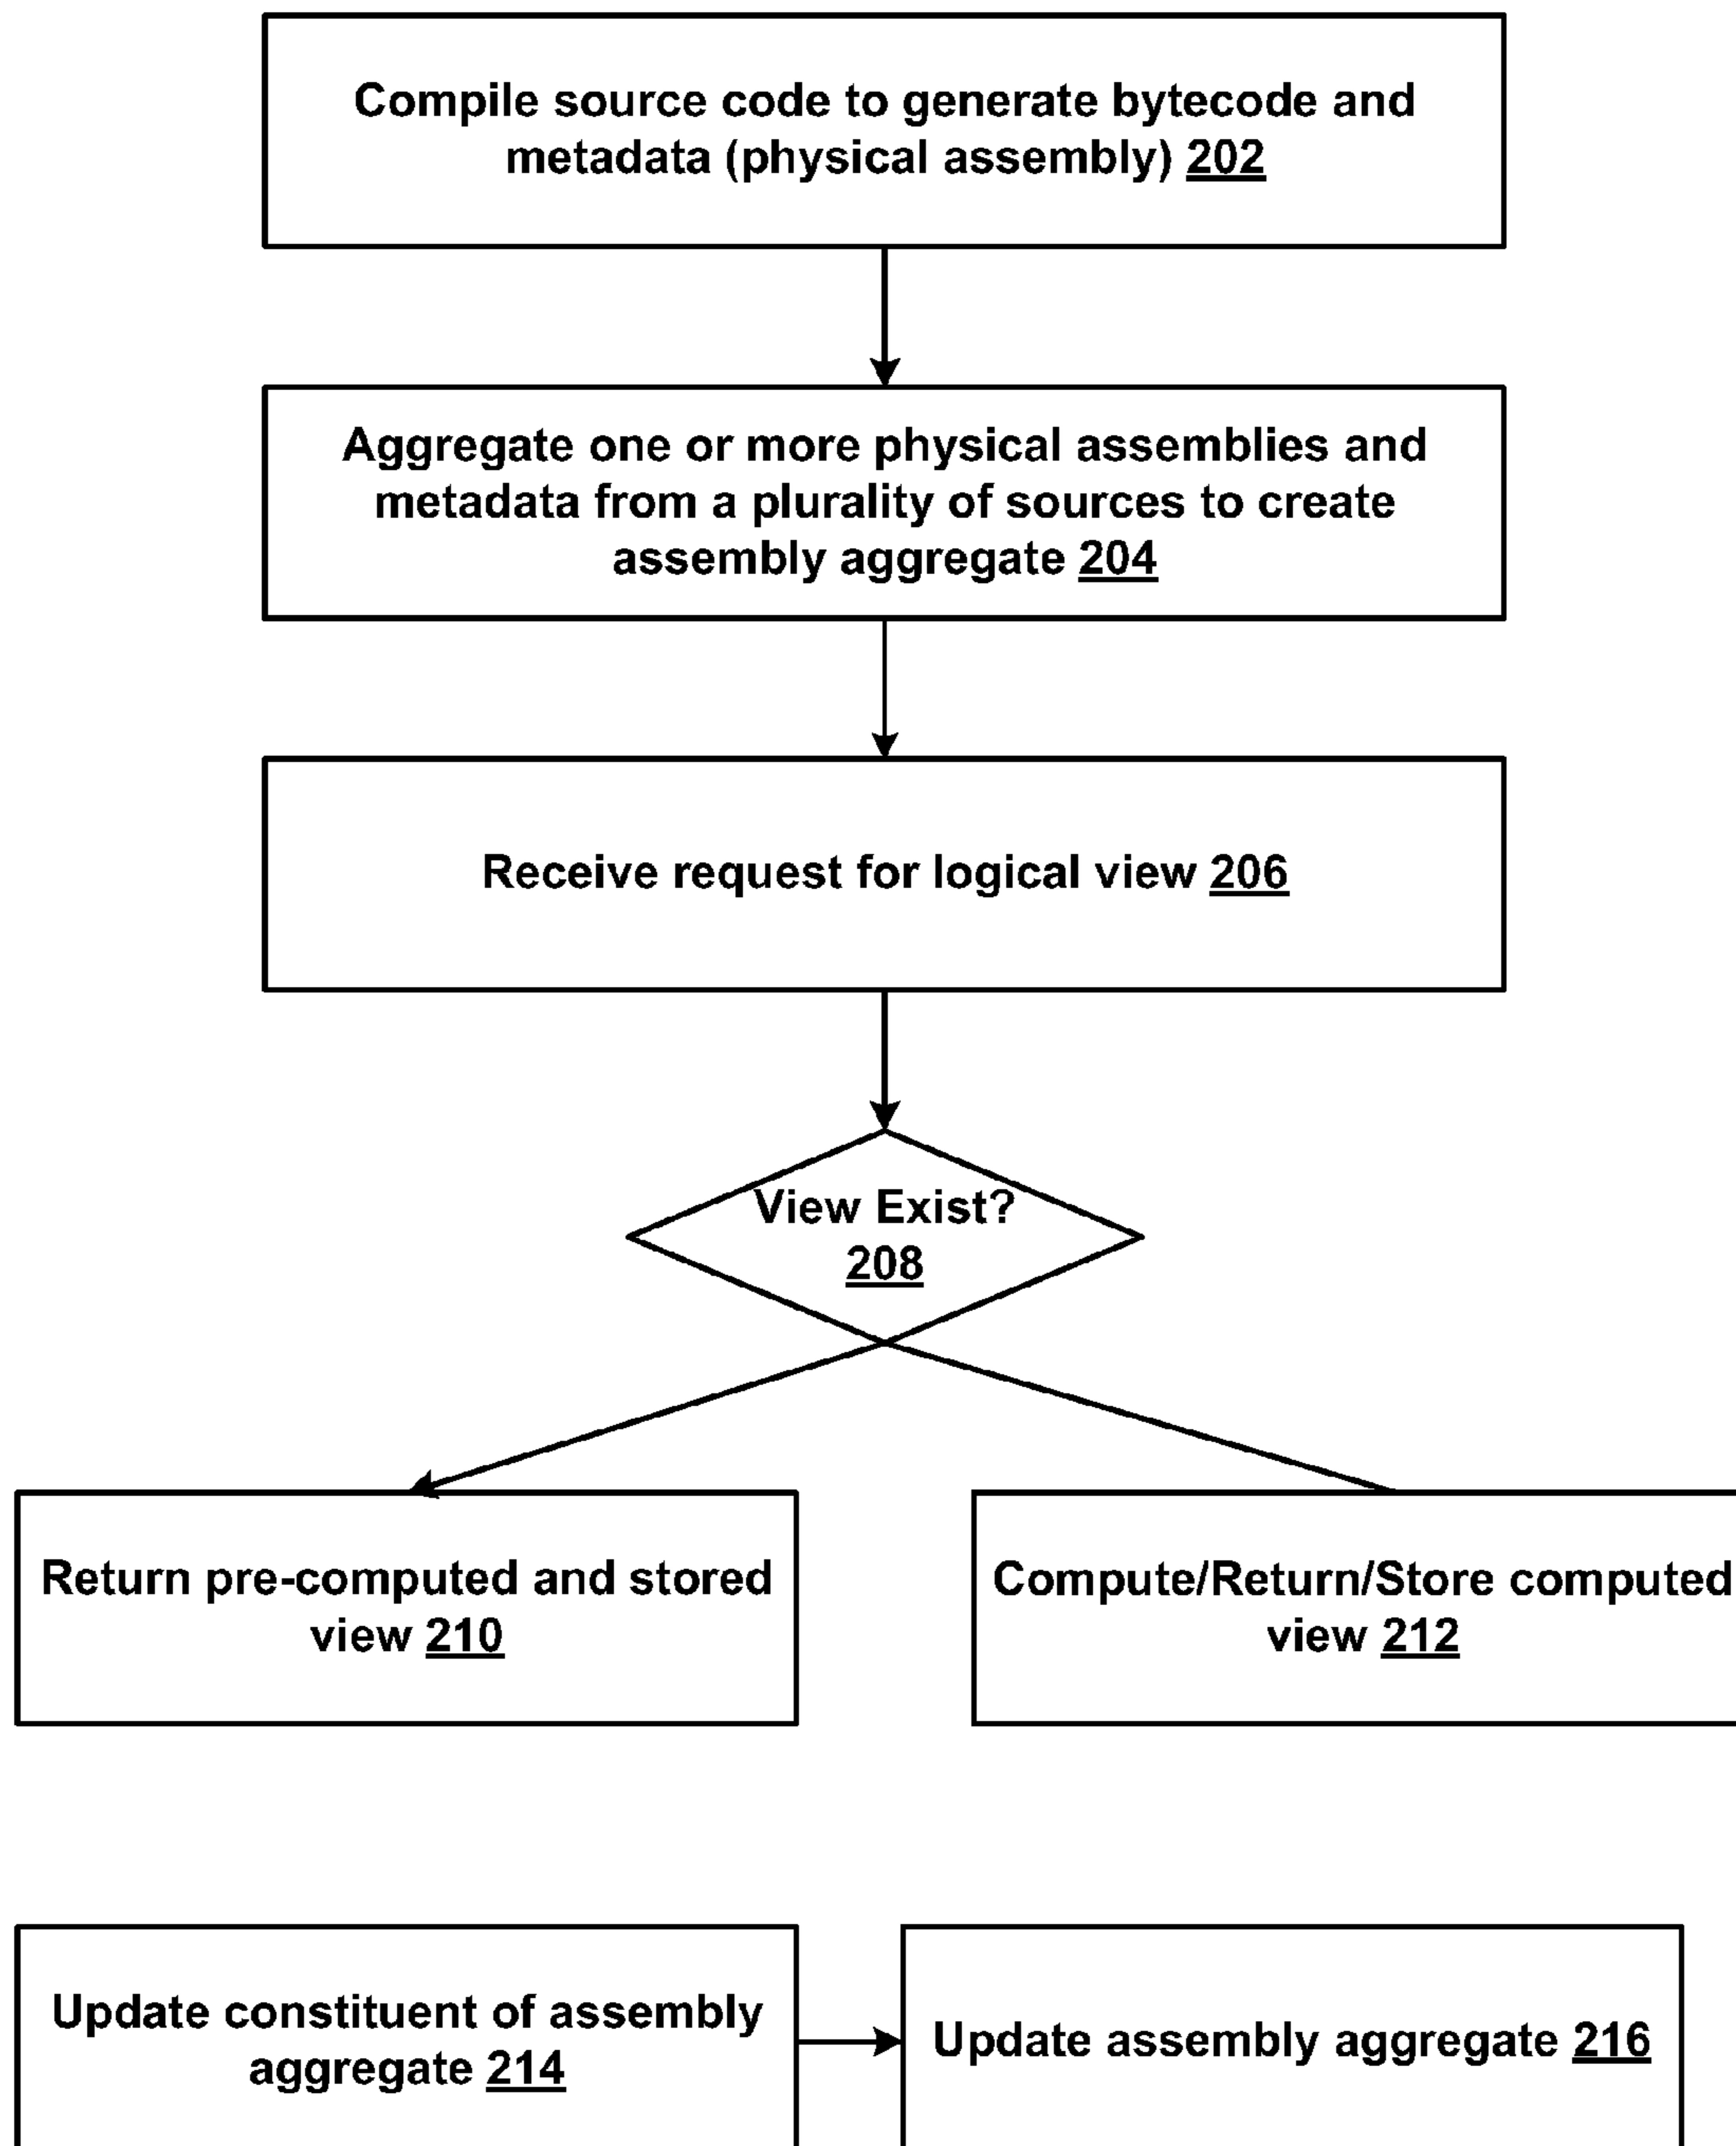 Compile source code to generate bytecode and
metadata (physical assembly) 202
Aggregate one or more physical assemblies and
metadata from a plurality of sources to create
assembly aggregate 204
Receive request for logical view 206
View Exist?
208
Return pre-computed and stored
view 210
Compute/Return/Store computed
view 212
Update constituent of assembly
aggregate 214
Update assembly aggregate 216